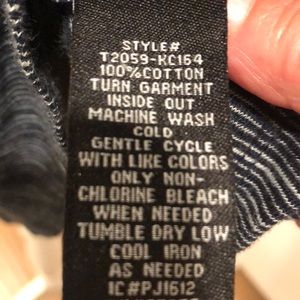 STYLE#
T2059-KC164
100%COTTON
TURN GARMENT
INSIDE OUT
MACHINE WASH
COLD
GENTLE CYCLE
WITH LIKE COLORS
ONLY NON-
CHLORINE BLEACH
WHEN NEEDED
TUMBLE DRY LOW
COOL IRON
AS NEEDED
IC#PJ1612